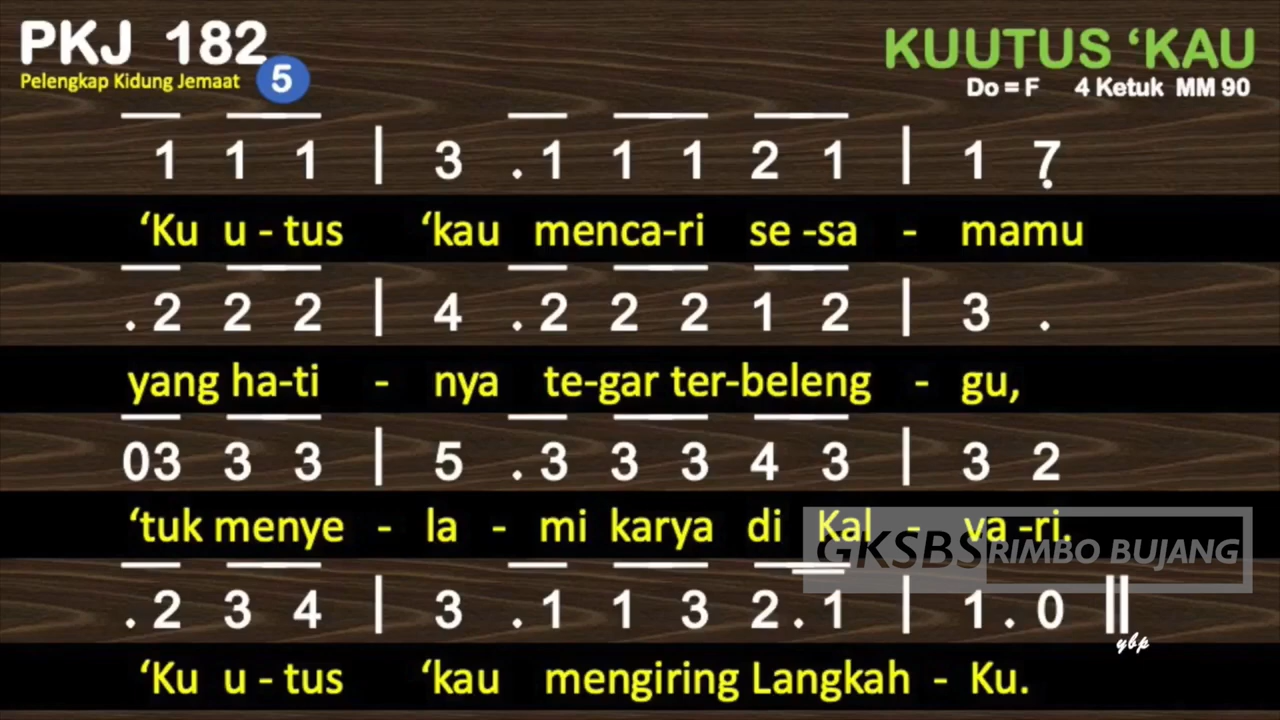 PKJ 182
Pelengkap Kidung Jemaat 5
KUUTUS ‘KAU
Do = F 4 Ketuk MM 90
1 1 1 | 3 . 1 1 1 2 1 | 1 7̣
‘Ku u - tus ‘kau menca-ri se -sa - mamu
. 2 2 2 | 4 . 2 2 2 1 2 | 3 .
yang ha-ti - nya te-gar ter-beleng - gu,
03 3 3 | 5 . 3 3 3 4 3 | 3 2
‘tuk menye - la - mi karya di Kal - va -ri.
GKSBS RIMBO BUJANG
. 2 3 4 | 3 . 1 1 3 2 . 1 | 1 . 0 ||
ybp
‘Ku u - tus ‘kau mengiring Langkah - Ku.